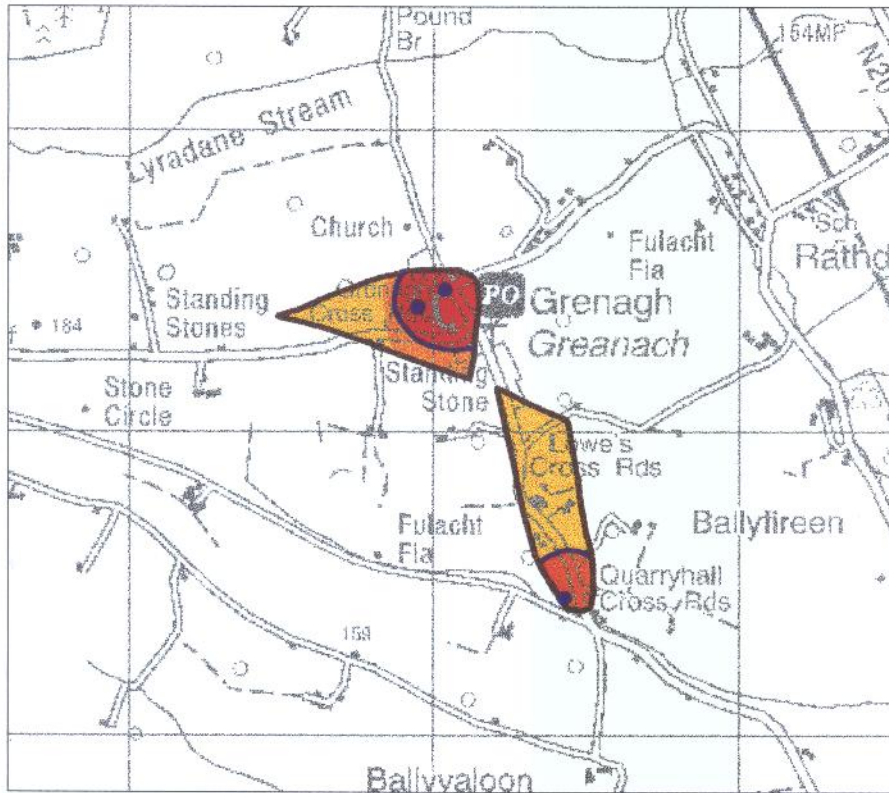 Pound
Br
154MP
N20
Lyradane Stream
Church
Sch
Fulacht
Fia
Rathd
PO
Grenagh
Greanach
Standing
Stones
Cross
184
Standing
Stone
Stone
Circle
Lowe's
Cross Rds
Fulacht
Fia
Ballyfireen
Quarryhall
Cross Rds
159
Ballyvaloon